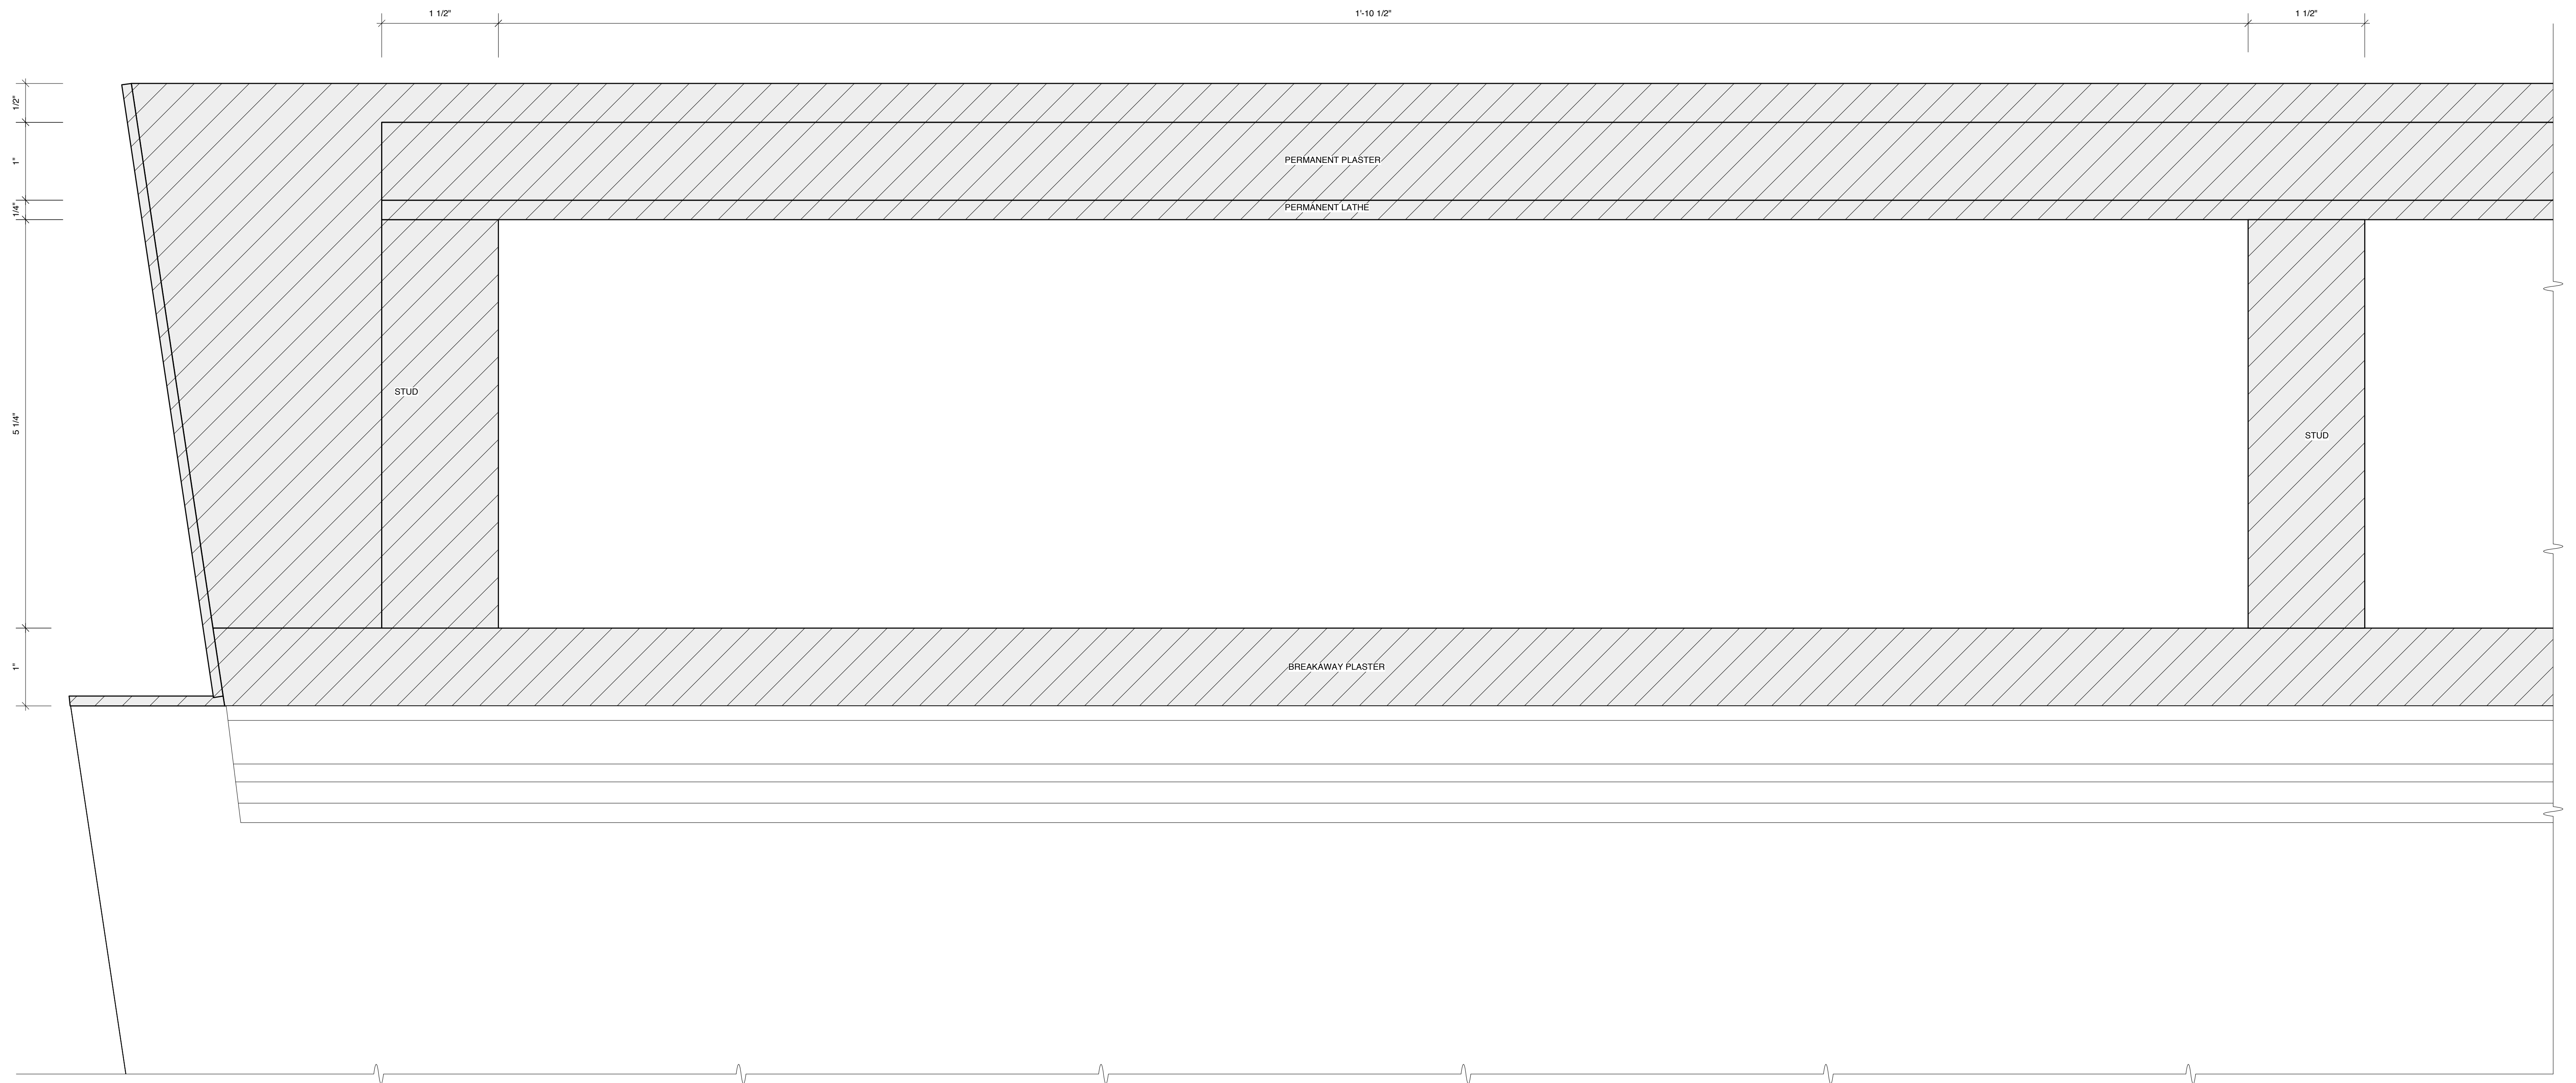 1 1/2"
1'-10 1/2"
1 1/2"
1/2"
1"
1/4"
5 1/4"
1"
PERMANENT PLASTER
PERMANENT LATHE
STUD
STUD
BREAKAWAY PLASTER